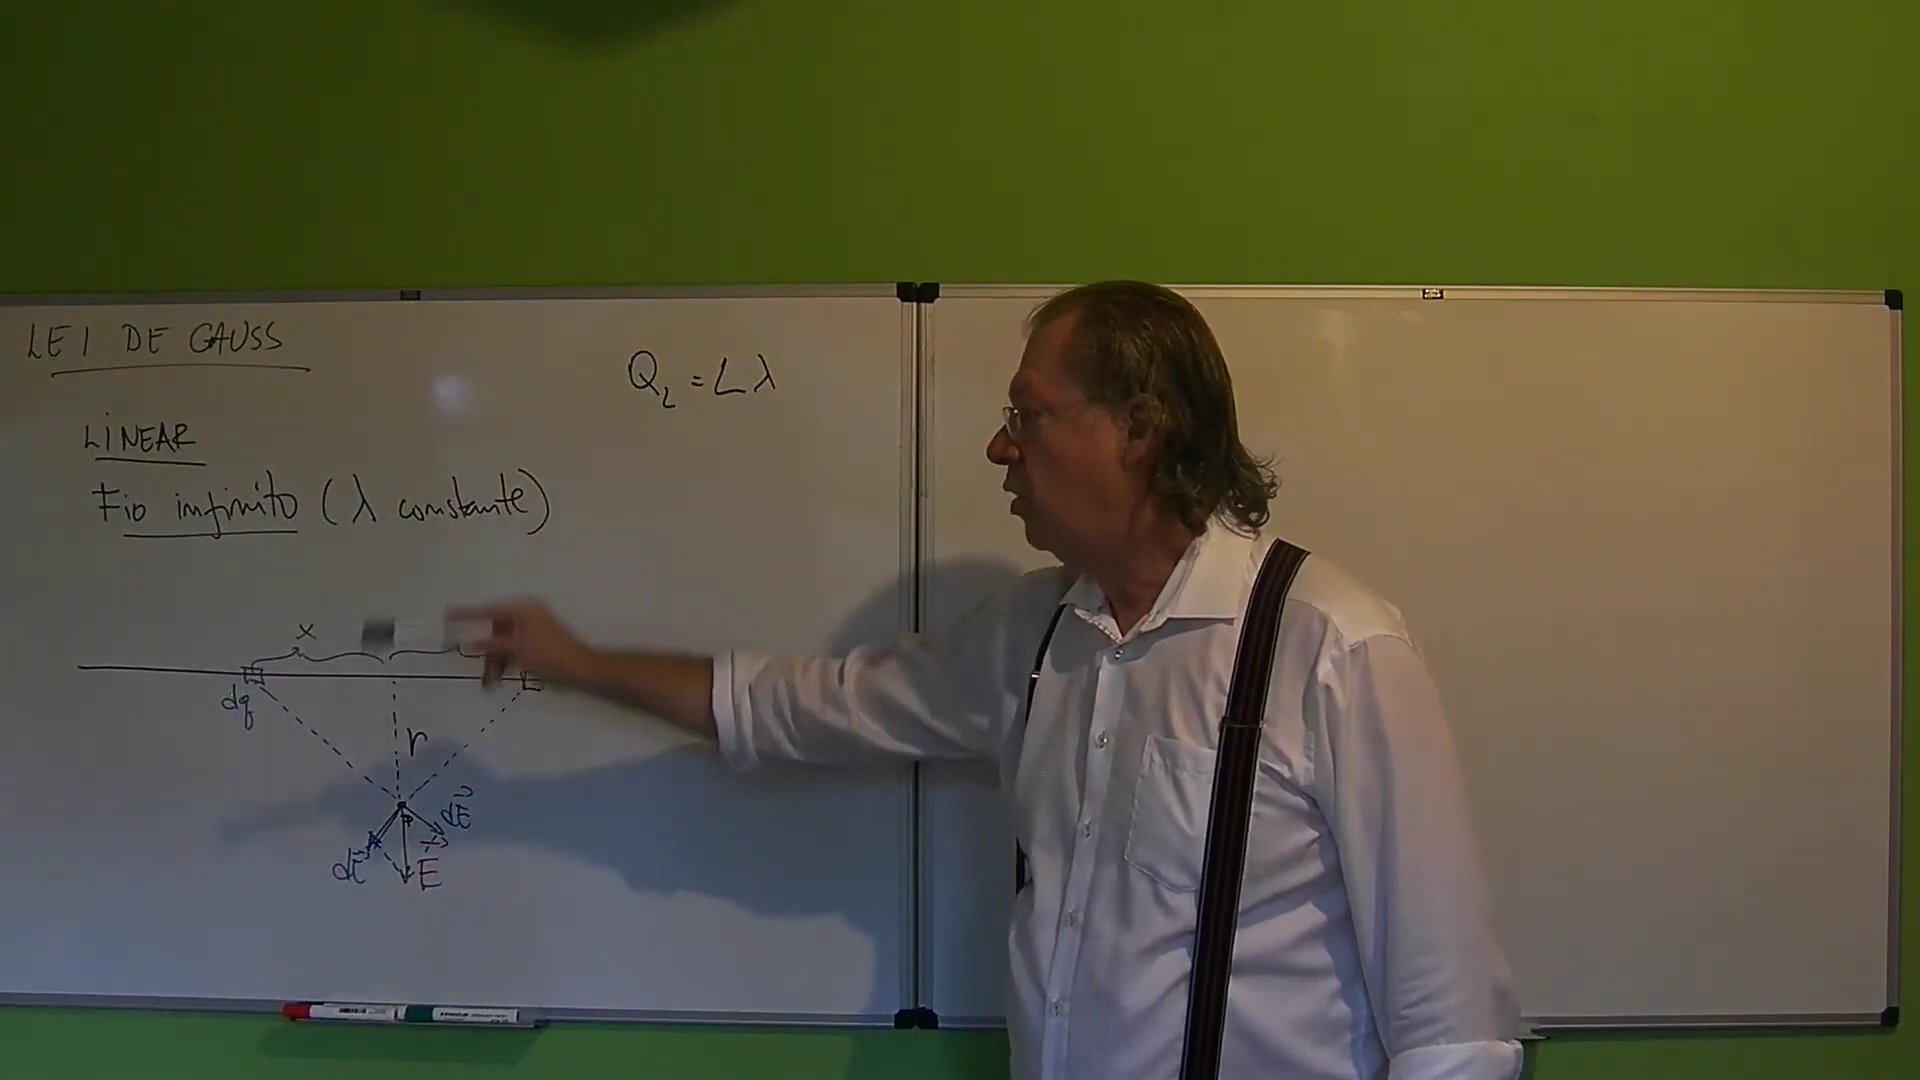 LEI DE GAUSS
Q_L = L λ
LINEAR
Fio infinito (λ constante)
x
dq
r
dE
dE
E